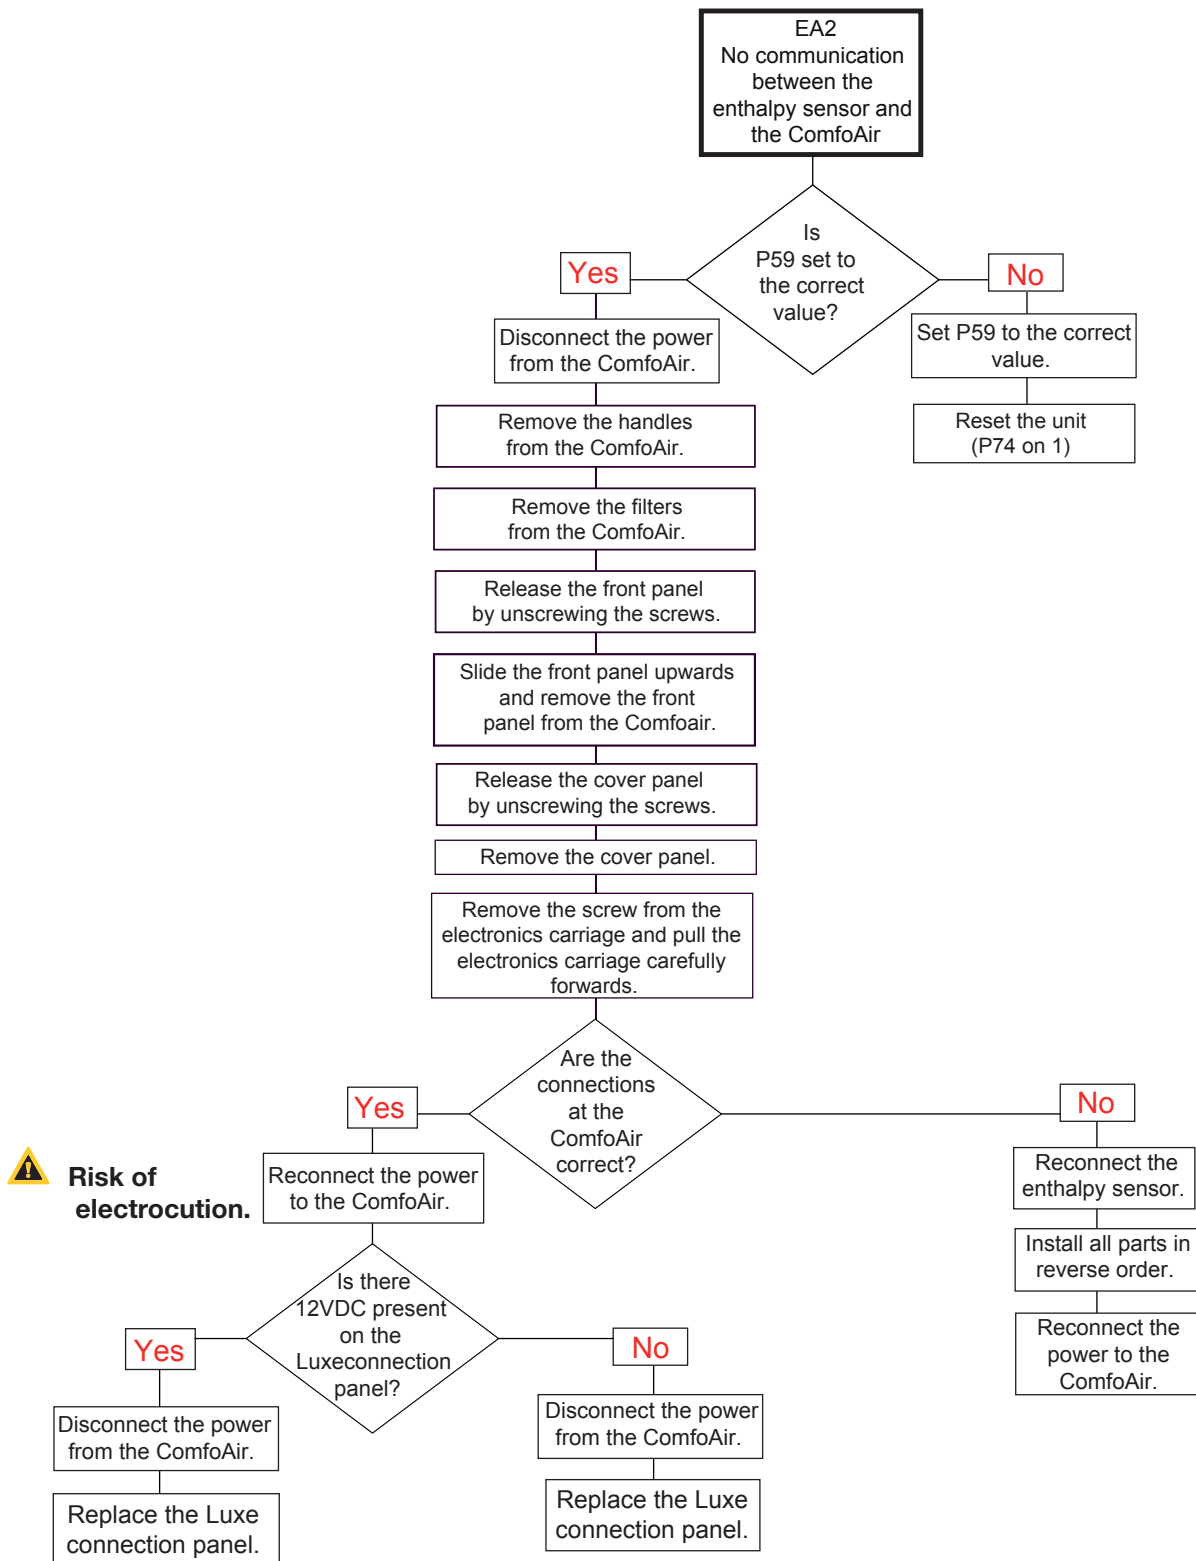 EA2
No communication
between the
enthalpy sensor and
the ComfoAir
Is
P59 set to
the correct
value?
Yes
No
Disconnect the power
from the ComfoAir.
Set P59 to the correct
value.
Reset the unit
(P74 on 1)
Remove the handles
from the ComfoAir.
Remove the filters
from the ComfoAir.
Release the front panel
by unscrewing the screws.
Slide the front panel upwards
and remove the front
panel from the Comfoair.
Release the cover panel
by unscrewing the screws.
Remove the cover panel.
Remove the screw from the
electronics carriage and pull the
electronics carriage carefully
forwards.
Are the
connections
at the
ComfoAir
correct?
Yes
No
Risk of
electrocution.
Reconnect the power
to the ComfoAir.
Reconnect the
enthalpy sensor.
Install all parts in
reverse order.
Reconnect the
power to the
ComfoAir.
Is there
12VDC present
on the
Luxeconnection
panel?
Yes
No
Disconnect the power
from the ComfoAir.
Replace the Luxe
connection panel.
Disconnect the power
from the ComfoAir.
Replace the Luxe
connection panel.